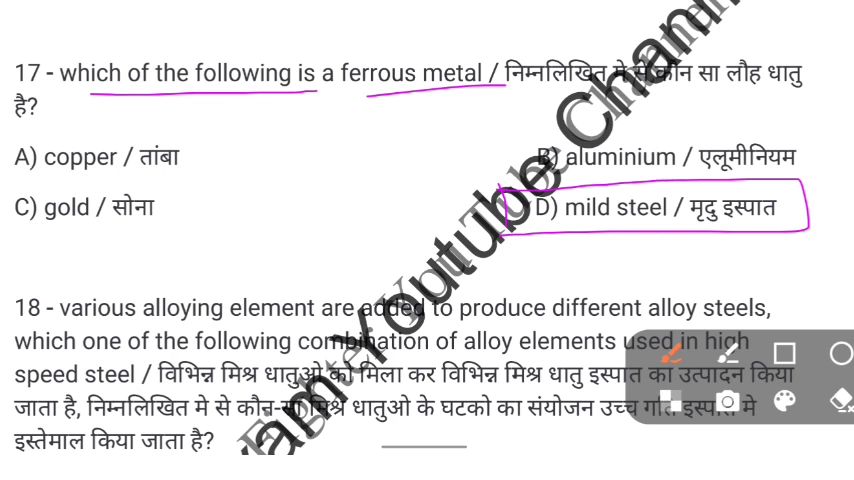 17 - which of the following is a ferrous metal / निम्नलिखित मे से कौन सा लौह धातु
है?
A) copper / तांबा
B) aluminium / एलूमीनियम
C) gold / सोना
D) mild steel / मृदु इस्पात
18 - various alloying element are added to produce different alloy steels,
which one of the following combination of alloy elements used in high
speed steel / विभिन्न मिश्र धातुओ को मिला कर विभिन्न मिश्र धातु इस्पात का उत्पादन किया
जाता है, निम्नलिखित मे से कौन-सा मिश्र धातुओ के घटको का संयोजन उच्च गति इस्पात मे
इस्तेमाल किया जाता है?
Youtube